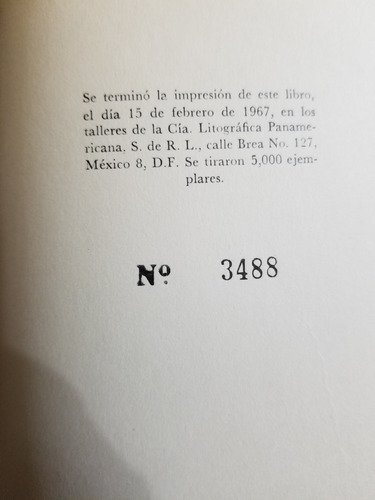 Se terminó la impresión de este libro,
el día 15 de febrero de 1967, en los
talleres de la Cía. Litográfica Paname-
ricana, S. de R. L., calle Brea No. 127,
México 8, D.F. Se tiraron 5,000 ejem-
plares.
Nº 3488